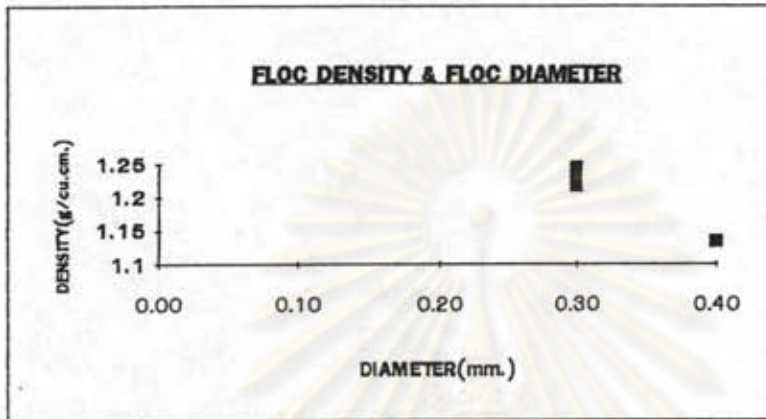 FLOC DENSITY & FLOC DIAMETER
DENSITY(g/cu.cm.)
1.25
1.2
1.15
1.1
0.00 0.10 0.20 0.30 0.40
DIAMETER(mm.)